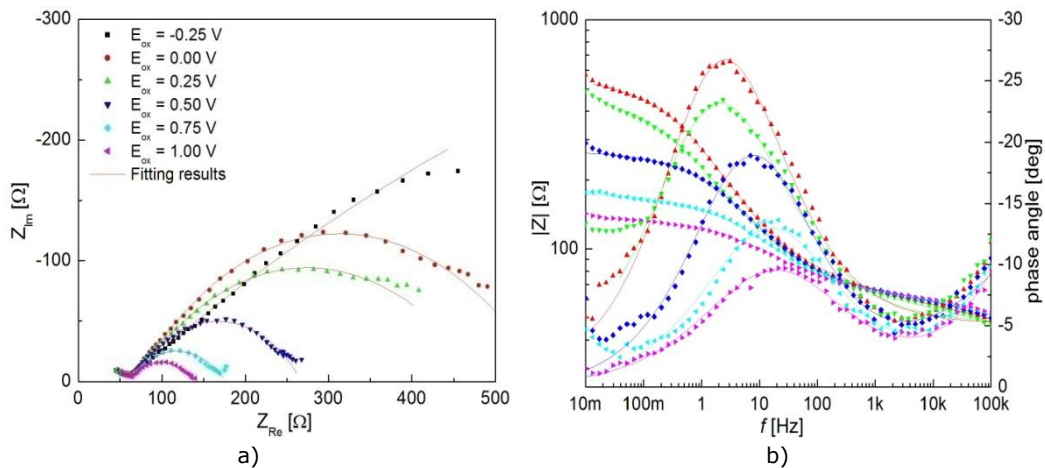 -300
-200
-100
0
0
100
200
300
400
500
Z_Im [Ω]
Z_Re [Ω]
E_ox = -0.25 V
E_ox = 0.00 V
E_ox = 0.25 V
E_ox = 0.50 V
E_ox = 0.75 V
E_ox = 1.00 V
Fitting results
a)
1000
100
|Z| [Ω]
10m
100m
1
10
100
1k
10k
100k
f [Hz]
-30
-25
-20
-15
-10
-5
0
phase angle [deg]
b)